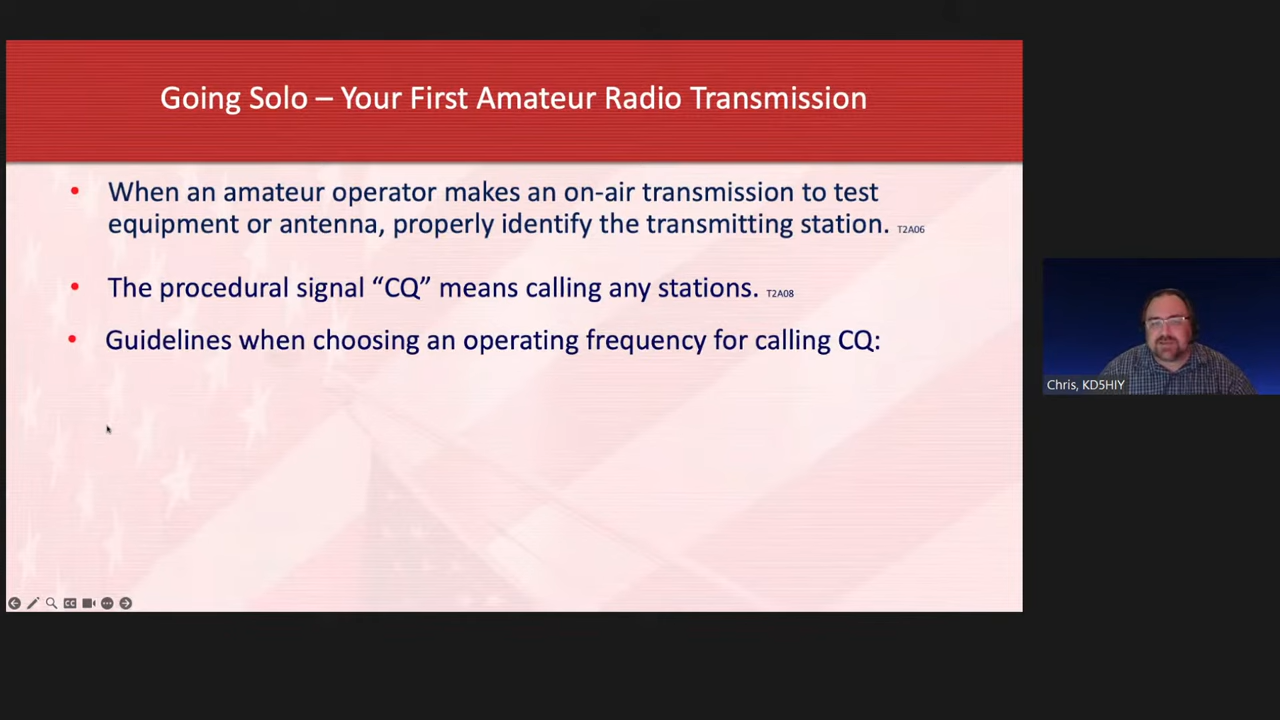 Going Solo – Your First Amateur Radio Transmission
• When an amateur operator makes an on-air transmission to test
equipment or antenna, properly identify the transmitting station. T2A06
• The procedural signal “CQ” means calling any stations. T2A08
• Guidelines when choosing an operating frequency for calling CQ:
Chris, KD5HIY
CC